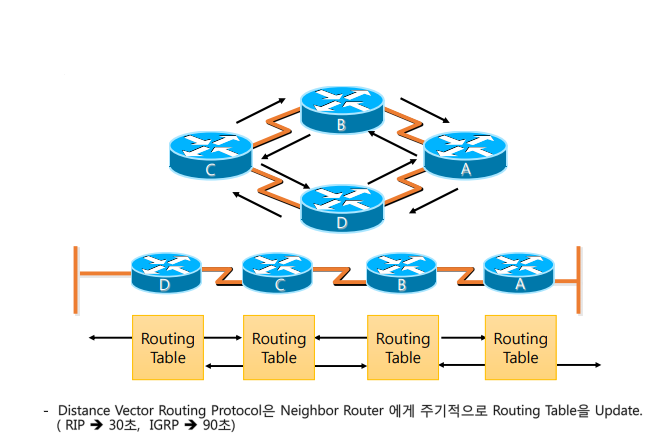 B
C
A
D
D
C
B
A
Routing
Table
Routing
Table
Routing
Table
Routing
Table
- Distance Vector Routing Protocol은 Neighbor Router 에게 주기적으로 Routing Table을 Update.
( RIP 🡺 30초, IGRP 🡺 90초)